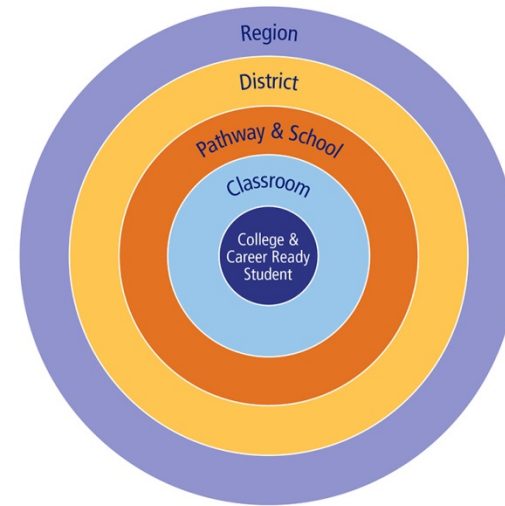 Region
District
Pathway & School
Classroom
College &
Career Ready
Student